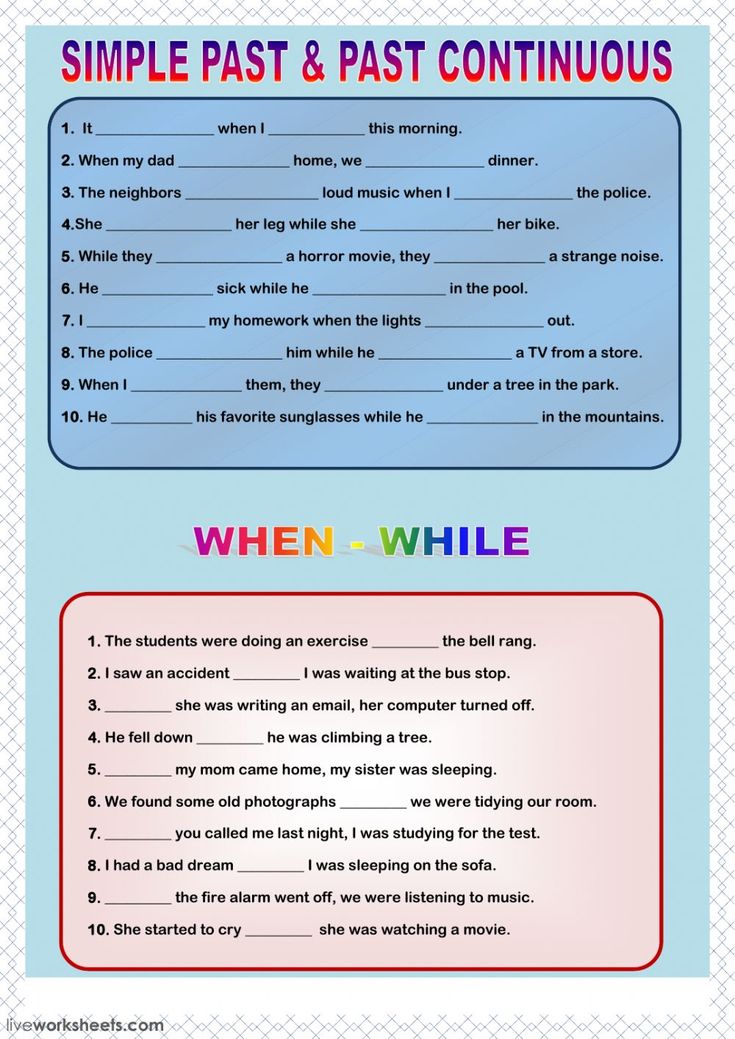 SIMPLE PAST & PAST CONTINUOUS
1. It ______________ when I ___________ this morning.
2. When my dad _____________ home, we ______________ dinner.
3. The neighbors ________________ loud music when I ______________ the police.
4.She _______________ her leg while she ________________ her bike.
5. While they _______________ a horror movie, they _____________ a strange noise.
6. He _____________ sick while he ________________ in the pool.
7. I ______________ my homework when the lights ______________ out.
8. The police _______________ him while he ________________ a TV from a store.
9. When I _____________ them, they ______________ under a tree in the park.
10. He __________ his favorite sunglasses while he _____________ in the mountains.
WHEN - WHILE
1. The students were doing an exercise ________ the bell rang.
2. I saw an accident ________ I was waiting at the bus stop.
3. ________ she was writing an email, her computer turned off.
4. He fell down ________ he was climbing a tree.
5. ________ my mom came home, my sister was sleeping.
6. We found some old photographs ________ we were tidying our room.
7. ________ you called me last night, I was studying for the test.
8. I had a bad dream ________ I was sleeping on the sofa.
9. ________ the fire alarm went off, we were listening to music.
10. She started to cry ________ she was watching a movie.
liveworksheets.com